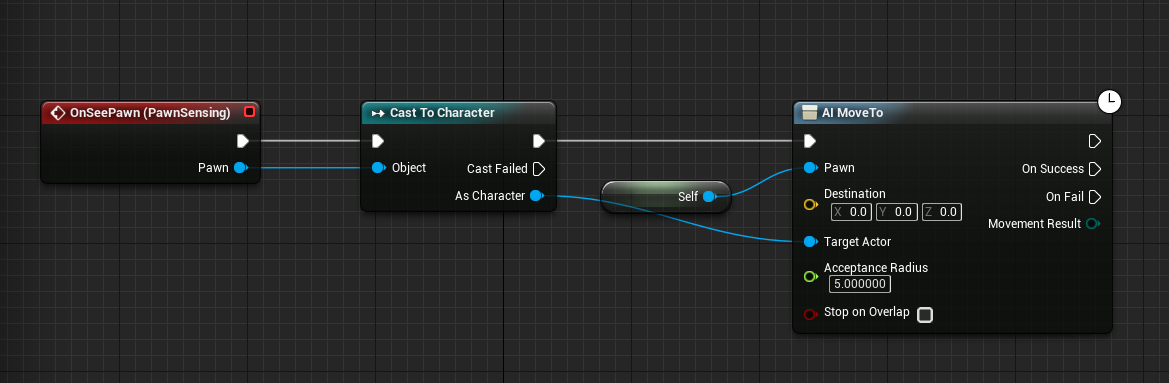 OnSeePawn (PawnSensing)
Pawn
Cast To Character
Object
Cast Failed
As Character
Self
AI MoveTo
Pawn
On Success
Destination
X 0.0 Y 0.0 Z 0.0
On Fail
Movement Result
Target Actor
Acceptance Radius
5.000000
Stop on Overlap